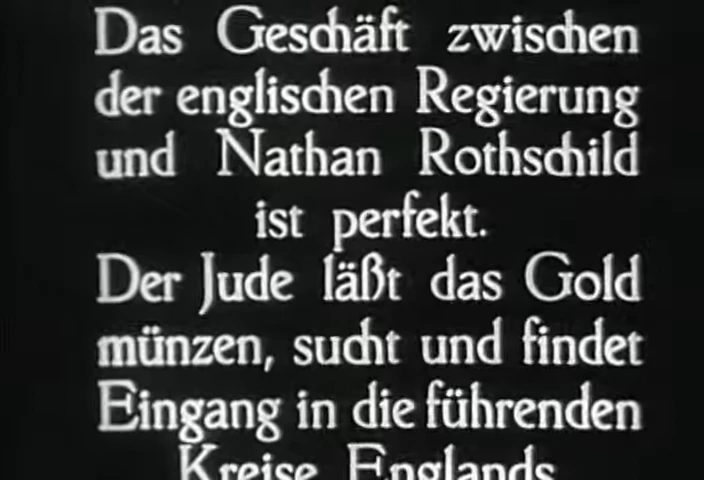 Das Geschäft zwischen
der englischen Regierung
und Nathan Rothschild
ist perfekt.
Der Jude läßt das Gold
münzen, sucht und findet
Eingang in die führenden
Kreise Englands